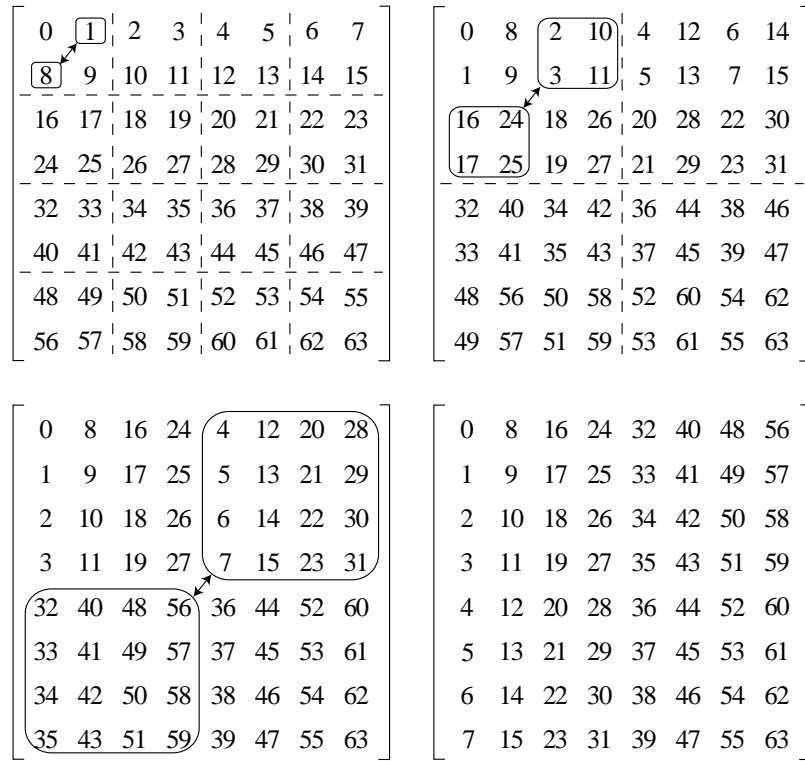 0 1 2 3 4 5 6 7
8 9 10 11 12 13 14 15
16 17 18 19 20 21 22 23
24 25 26 27 28 29 30 31
32 33 34 35 36 37 38 39
40 41 42 43 44 45 46 47
48 49 50 51 52 53 54 55
56 57 58 59 60 61 62 63
0 8 2 10 4 12 6 14
1 9 3 11 5 13 7 15
16 24 18 26 20 28 22 30
17 25 19 27 21 29 23 31
32 40 34 42 36 44 38 46
33 41 35 43 37 45 39 47
48 56 50 58 52 60 54 62
49 57 51 59 53 61 55 63
0 8 16 24 4 12 20 28
1 9 17 25 5 13 21 29
2 10 18 26 6 14 22 30
3 11 19 27 7 15 23 31
32 40 48 56 36 44 52 60
33 41 49 57 37 45 53 61
34 42 50 58 38 46 54 62
35 43 51 59 39 47 55 63
0 8 16 24 32 40 48 56
1 9 17 25 33 41 49 57
2 10 18 26 34 42 50 58
3 11 19 27 35 43 51 59
4 12 20 28 36 44 52 60
5 13 21 29 37 45 53 61
6 14 22 30 38 46 54 62
7 15 23 31 39 47 55 63